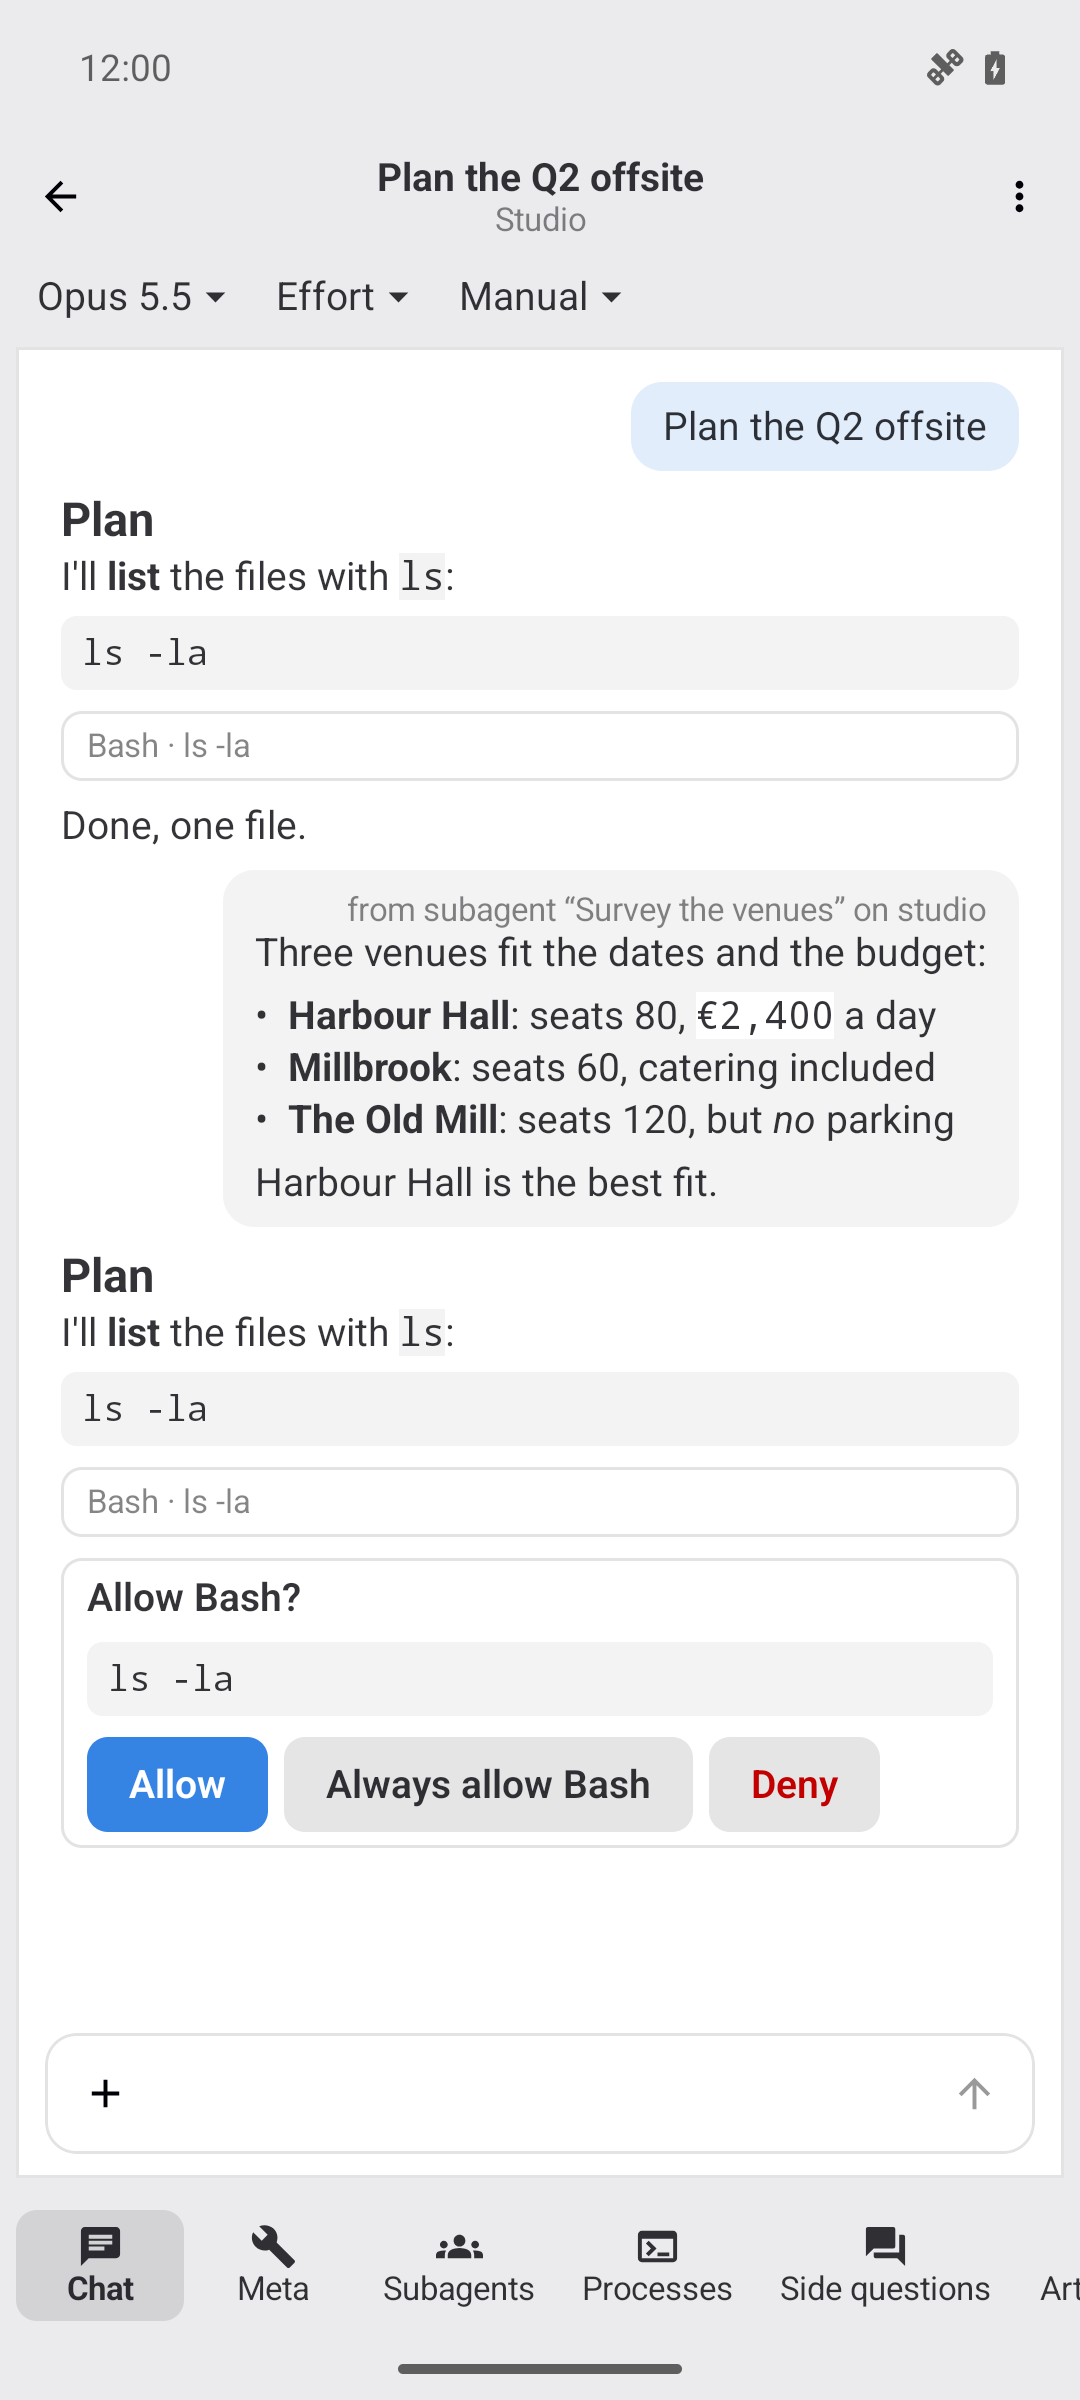 12:00
Plan the Q2 offsite
Studio
Opus 5.5
Effort
Manual
Plan the Q2 offsite
Plan
I'll list the files with ls:
ls -la
Bash · ls -la
Done, one file.
from subagent “Survey the venues” on studio
Three venues fit the dates and the budget:
• Harbour Hall: seats 80, €2,400 a day
• Millbrook: seats 60, catering included
• The Old Mill: seats 120, but no parking
Harbour Hall is the best fit.
Plan
I'll list the files with ls:
ls -la
Bash · ls -la
Allow Bash?
ls -la
Allow
Always allow Bash
Deny
Chat
Meta
Subagents
Processes
Side questions
Art